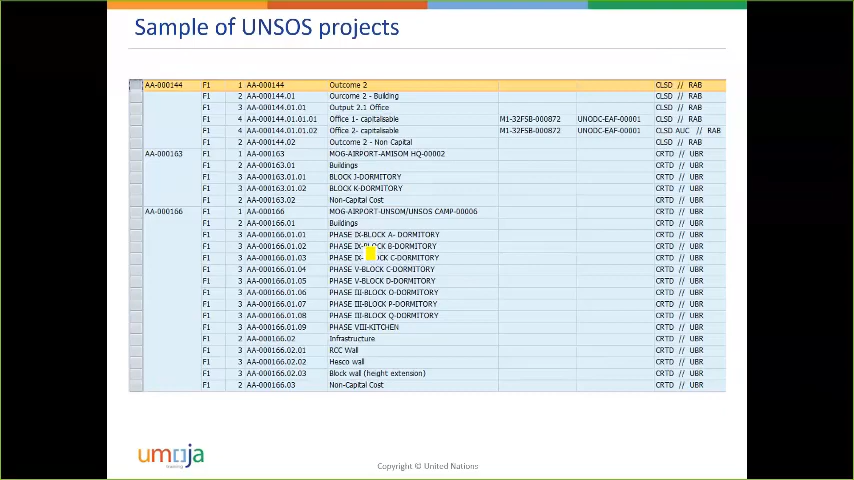 Sample of UNSOS projects
AA-000144 F1 1 AA-000144 Outcome 2 CLSD // RAB
F1 2 AA-000144.01 Ourcome 2 - Building CLSD // RAB
F1 3 AA-000144.01.01 Output 2.1 Office CLSD // RAB
F1 4 AA-000144.01.01.01 Office 1- capitalisable M1-32FSB-000872 UNODC-EAF-00001 CLSD // RAB
F1 4 AA-000144.01.01.02 Office 2- capitalisable M1-32FSB-000872 UNODC-EAF-00001 CLSD AUC // RAB
F1 2 AA-000144.02 Outcome 2 - Non Capital CLSD // RAB
AA-000163 F1 1 AA-000163 MOG-AIRPORT-AMISOM HQ-00002 CRTD // UBR
F1 2 AA-000163.01 Buildings CRTD // UBR
F1 3 AA-000163.01.01 BLOCK J-DORMITORY CRTD // UBR
F1 3 AA-000163.01.02 BLOCK K-DORMITORY CRTD // UBR
F1 2 AA-000163.02 Non-Capital Cost CRTD // UBR
AA-000166 F1 1 AA-000166 MOG-AIRPORT-UNSOM/UNSOS CAMP-00006 CRTD // UBR
F1 2 AA-000166.01 Buildings CRTD // UBR
F1 3 AA-000166.01.01 PHASE IX-BLOCK A- DORMITORY CRTD // UBR
F1 3 AA-000166.01.02 PHASE IX-BLOCK B-DORMITORY CRTD // UBR
F1 3 AA-000166.01.03 PHASE IX- C-DORMITORY CRTD // UBR
F1 3 AA-000166.01.04 PHASE V-BLOCK C-DORMITORY CRTD // UBR
F1 3 AA-000166.01.05 PHASE V-BLOCK D-DORMITORY CRTD // UBR
F1 3 AA-000166.01.06 PHASE III-BLOCK O-DORMITORY CRTD // UBR
F1 3 AA-000166.01.07 PHASE III-BLOCK P-DORMITORY CRTD // UBR
F1 3 AA-000166.01.08 PHASE III-BLOCK Q-DORMITORY CRTD // UBR
F1 3 AA-000166.01.09 PHASE VIII-KITCHEN CRTD // UBR
F1 2 AA-000166.02 Infrastructure CRTD // UBR
F1 3 AA-000166.02.01 RCC Wall CRTD // UBR
F1 3 AA-000166.02.02 Hesco wall CRTD // UBR
F1 3 AA-000166.02.03 Block wall (height extension) CRTD // UBR
F1 2 AA-000166.03 Non-Capital Cost CRTD // UBR
umoja
Copyright © United Nations